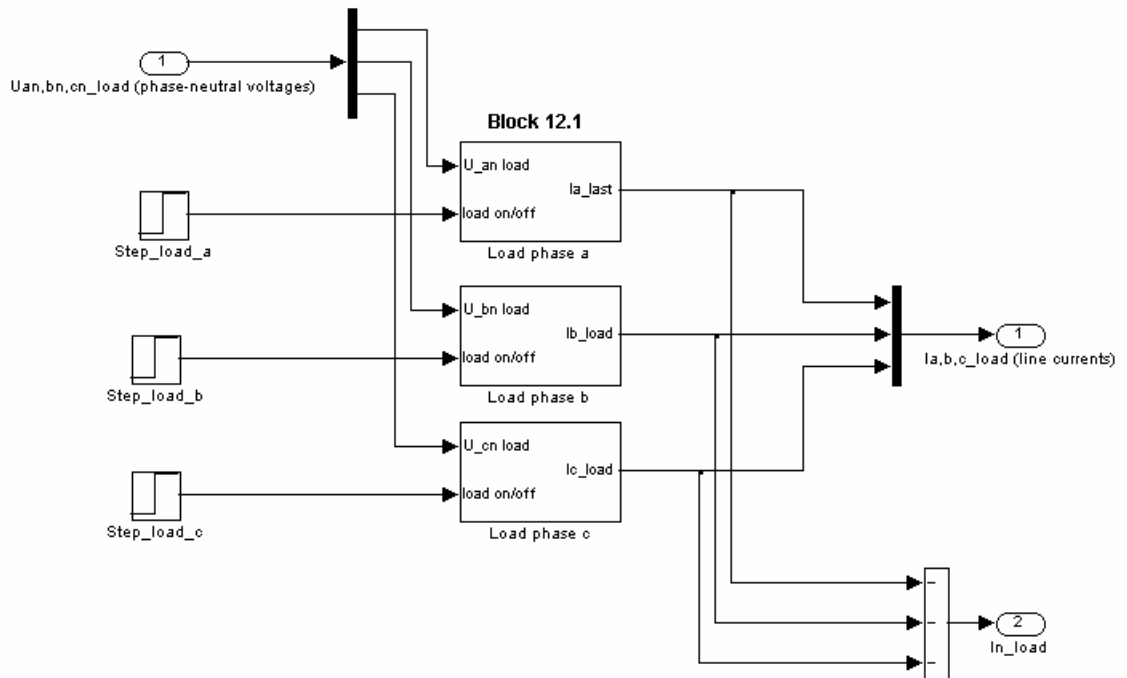 1
Uan,bn,cn_load (phase-neutral voltages)
Block 12.1
U_an load
Ia_last
load on/off
Step_load_a
Load phase a
U_bn load
Ib_load
load on/off
Step_load_b
Load phase b
1
Ia,b,c_load (line currents)
U_cn load
Ic_load
load on/off
Step_load_c
Load phase c
−
−
−
2
In_load